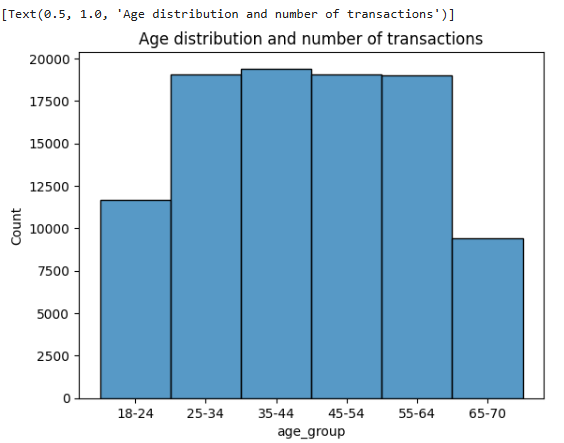 [Text(0.5, 1.0, 'Age distribution and number of transactions')]
Age distribution and number of transactions
20000
17500
15000
12500
10000
7500
5000
2500
0
Count
18-24 25-34 35-44 45-54 55-64 65-70
age_group